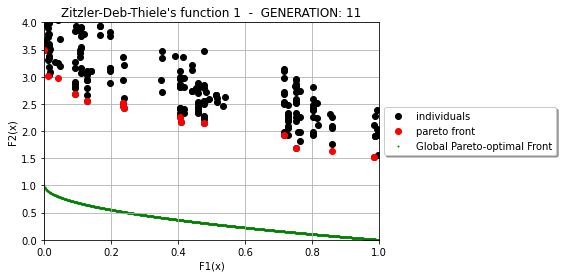 Zitzler-Deb-Thiele's function 1 - GENERATION: 11
4.0
3.5
3.0
2.5
2.0
1.5
1.0
0.5
0.0
F2(x)
0.0 0.2 0.4 0.6 0.8 1.0
F1(x)
individuals
pareto front
Global Pareto-optimal Front